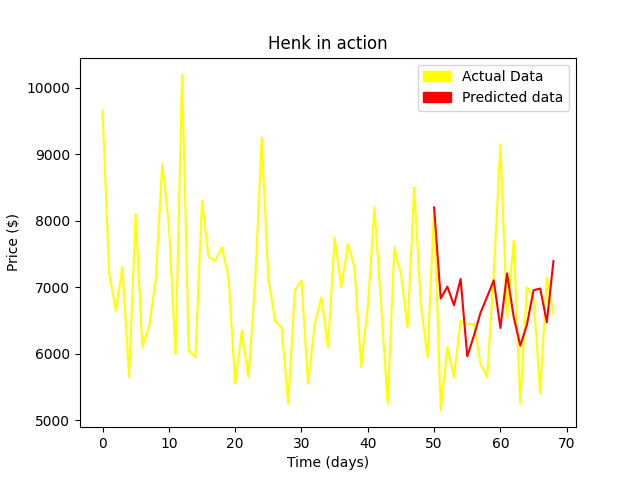 Henk in action
Actual Data
Predicted data
Price ($)
10000
9000
8000
7000
6000
5000
0 10 20 30 40 50 60 70
Time (days)